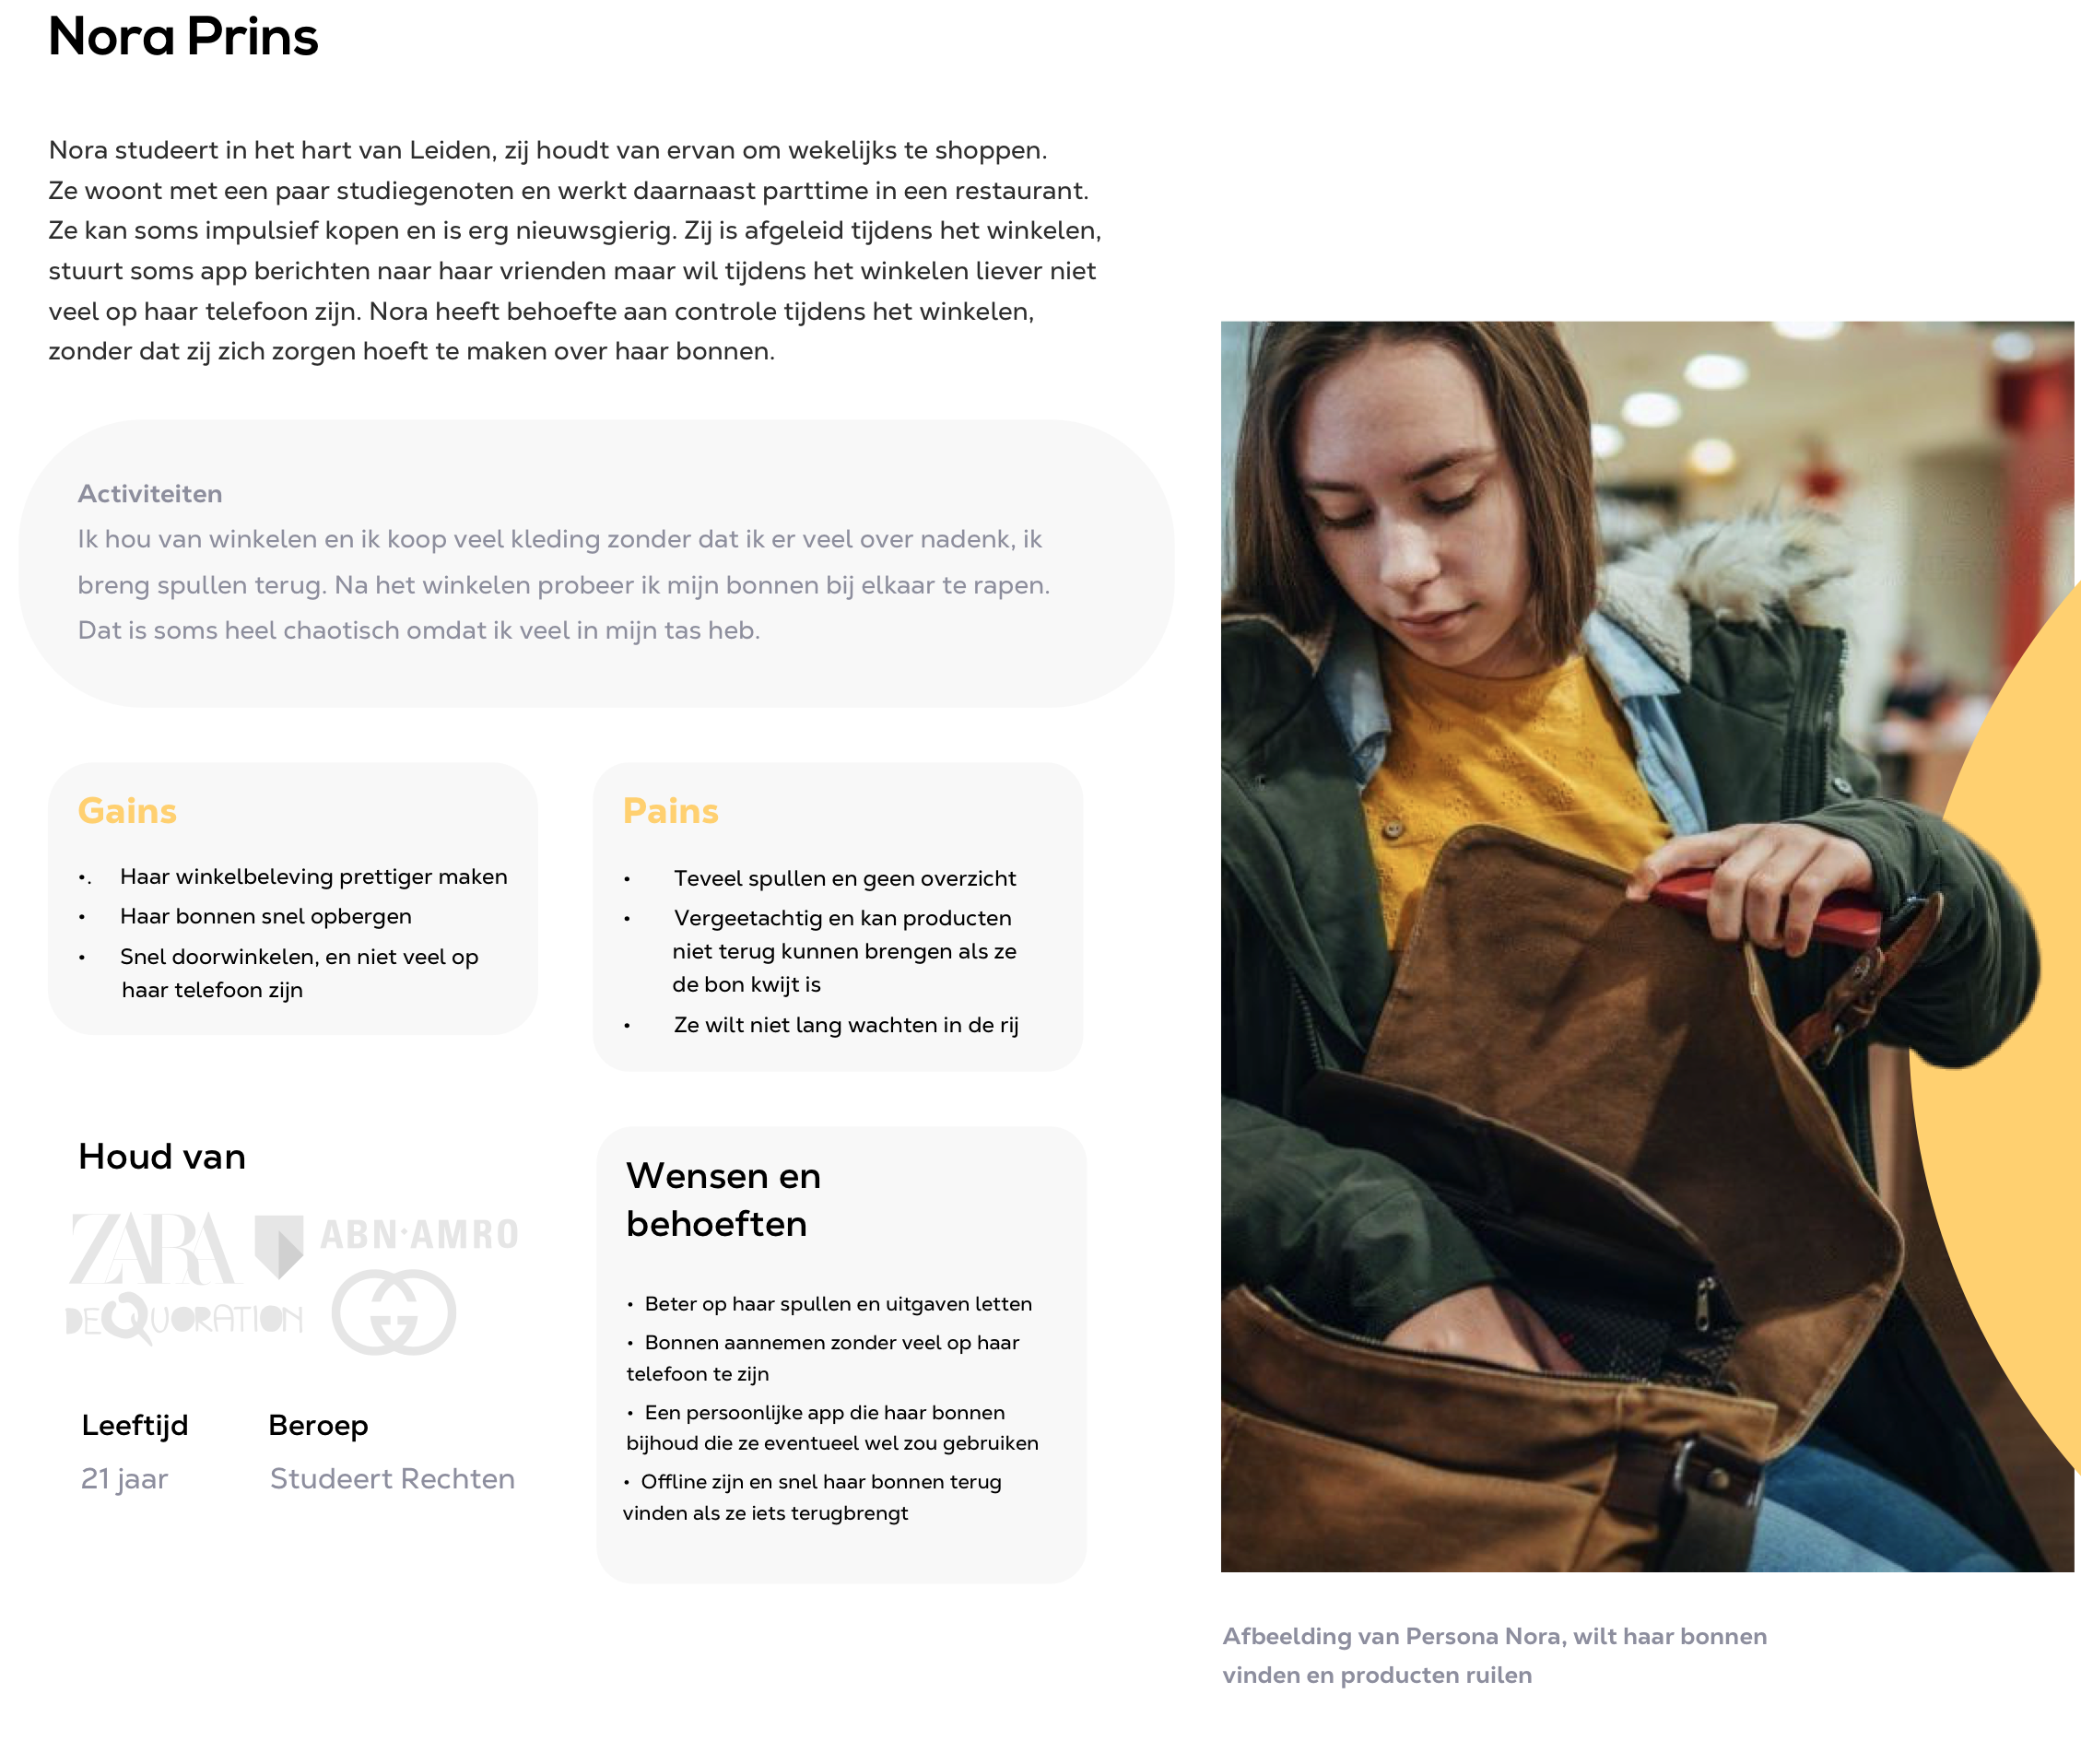 Nora Prins
Nora studeert in het hart van Leiden, zij houdt van ervan om wekelijks te shoppen.
Ze woont met een paar studiegenoten en werkt daarnaast parttime in een restaurant.
Ze kan soms impulsief kopen en is erg nieuwsgierig. Zij is afgeleid tijdens het winkelen,
stuurt soms app berichten naar haar vrienden maar wil tijdens het winkelen liever niet
veel op haar telefoon zijn. Nora heeft behoefte aan controle tijdens het winkelen,
zonder dat zij zich zorgen hoeft te maken over haar bonnen.
Activiteiten
Ik hou van winkelen en ik koop veel kleding zonder dat ik er veel over nadenk, ik
breng spullen terug. Na het winkelen probeer ik mijn bonnen bij elkaar te rapen.
Dat is soms heel chaotisch omdat ik veel in mijn tas heb.
Gains
•. Haar winkelbeleving prettiger maken
• Haar bonnen snel opbergen
• Snel doorwinkelen, en niet veel op
haar telefoon zijn
Pains
• Teveel spullen en geen overzicht
• Vergeetachtig en kan producten
niet terug kunnen brengen als ze
de bon kwijt is
• Ze wilt niet lang wachten in de rij
Houd van
ZARA
ABN·AMRO
DEQUORATION
Leeftijd
21 jaar
Beroep
Studeert Rechten
Wensen en
behoeften
• Beter op haar spullen en uitgaven letten
• Bonnen aannemen zonder veel op haar
telefoon te zijn
• Een persoonlijke app die haar bonnen
bijhoud die ze eventueel wel zou gebruiken
• Offline zijn en snel haar bonnen terug
vinden als ze iets terugbrengt
Afbeelding van Persona Nora, wilt haar bonnen
vinden en producten ruilen